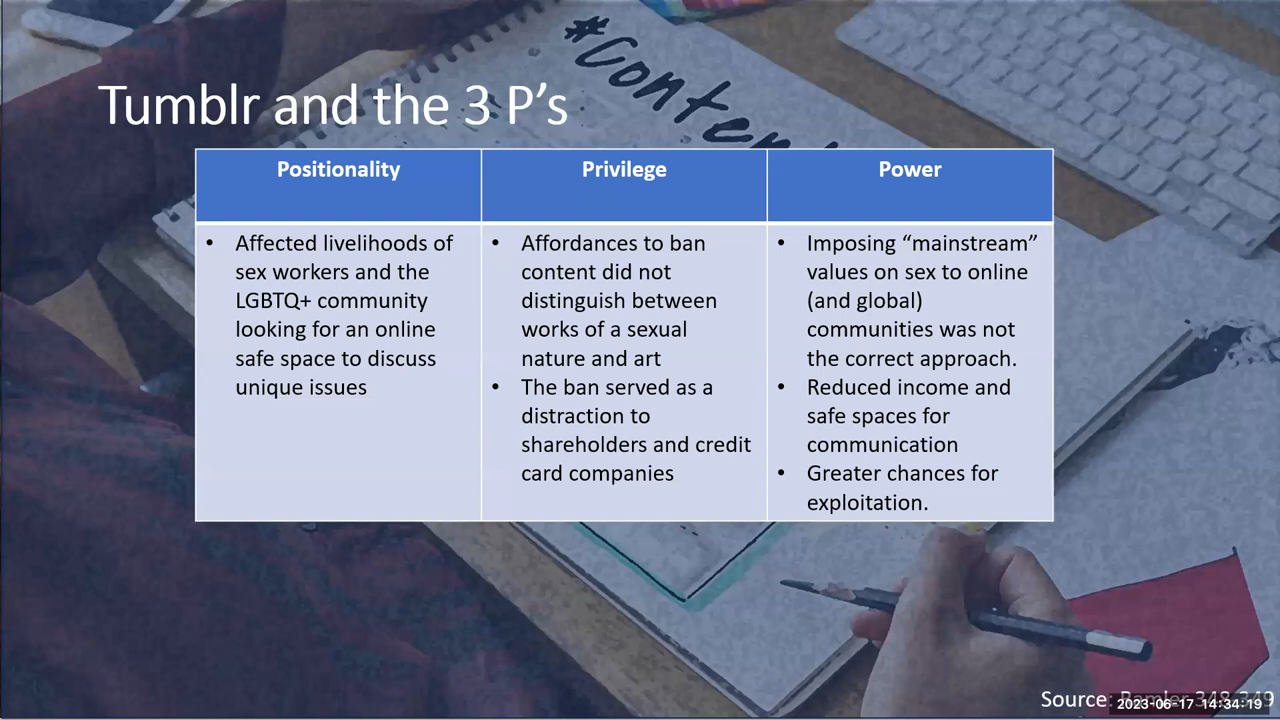 #Conten
Tumblr and the 3 P’s
Positionality
Privilege
Power
• Affected livelihoods of
sex workers and the
LGBTQ+ community
looking for an online
safe space to discuss
unique issues
• Affordances to ban
content did not
distinguish between
works of a sexual
nature and art
• The ban served as a
distraction to
shareholders and credit
card companies
• Imposing “mainstream”
values on sex to online
(and global)
communities was not
the correct approach.
• Reduced income and
safe spaces for
communication
• Greater chances for
exploitation.
Source:
2023-06-17 14:34:19